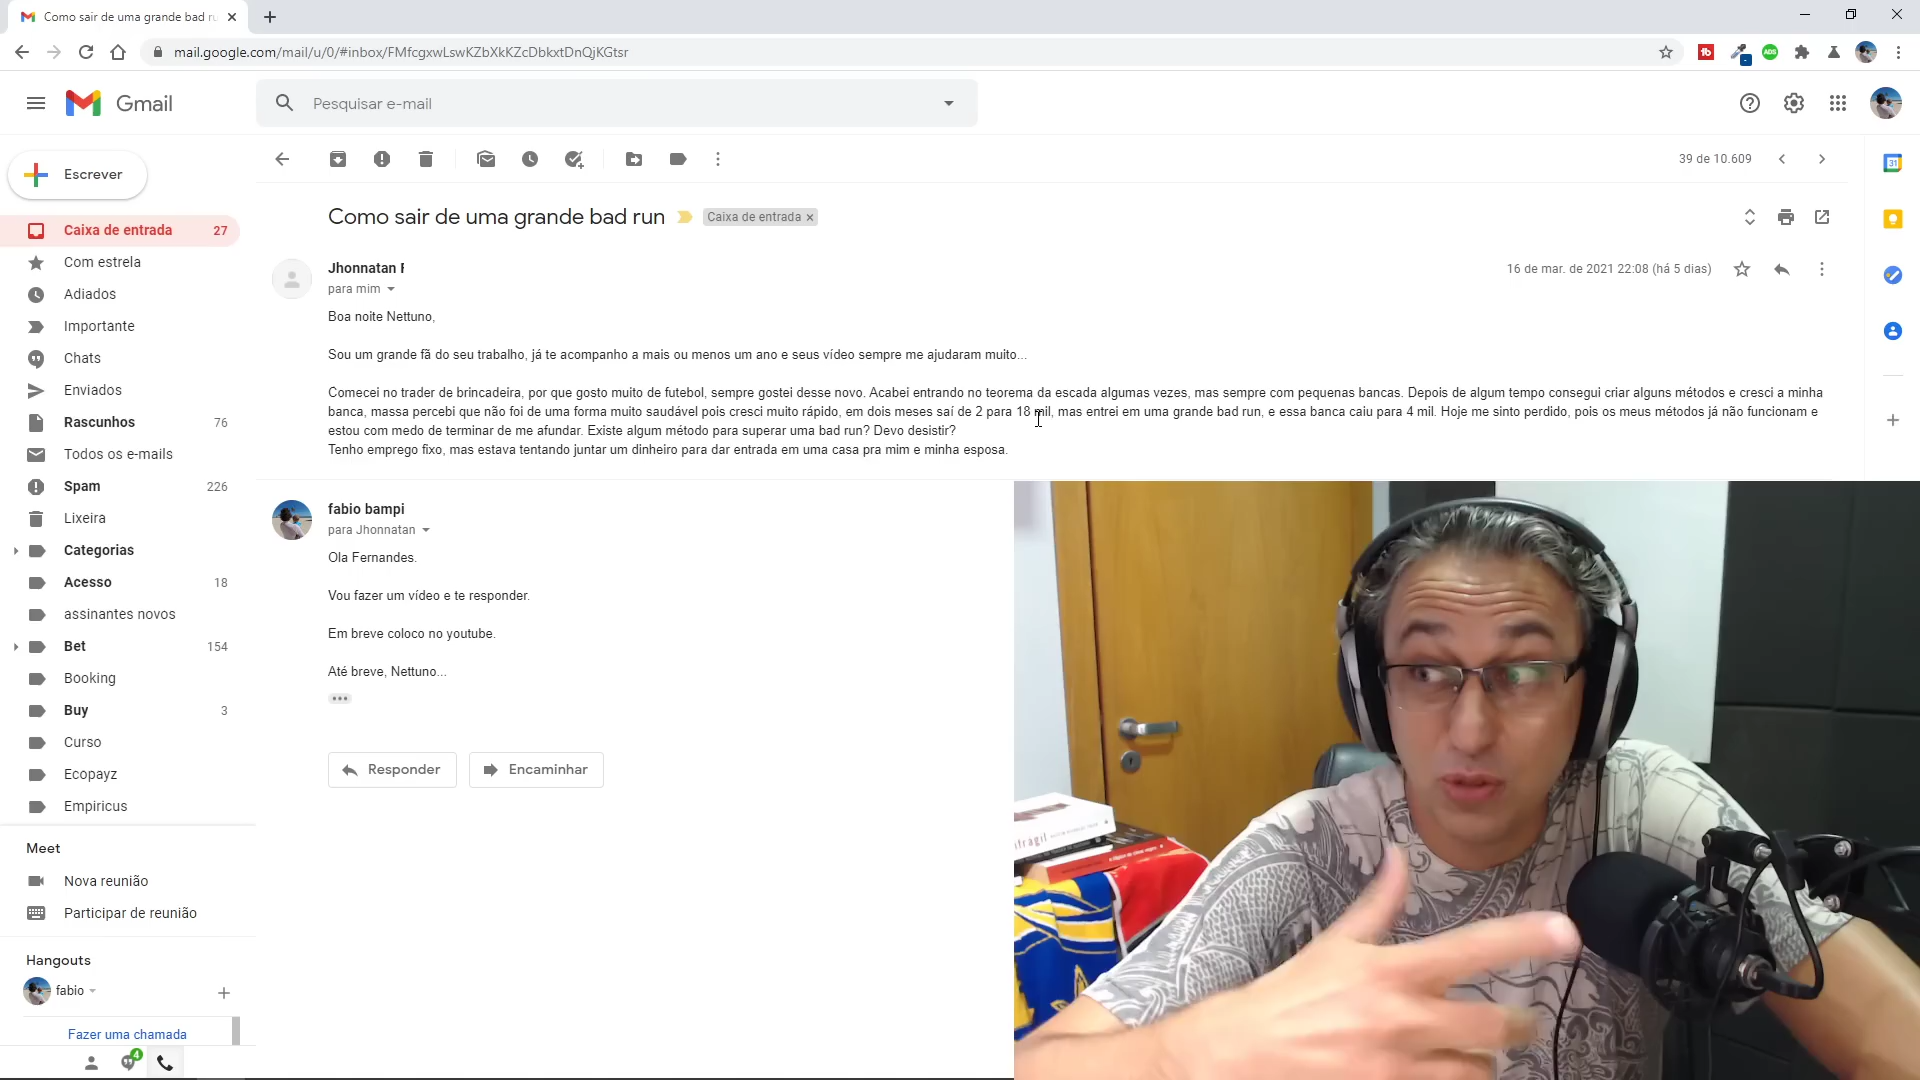 Como sair de uma grande bad ru
mail.google.com/mail/u/0/#inbox/FMfcgxwLswKZbXkKZcDbkxtDnQjKGtsr
Gmail
Pesquisar e-mail
Escrever
39 de 10.609
Caixa de entrada 27
Com estrela
Adiados
Importante
Chats
Enviados
Rascunhos 76
Todos os e-mails
Spam 226
Lixeira
Categorias
Acesso 18
assinantes novos
Bet 154
Booking
Buy 3
Curso
Ecopayz
Empiricus
Meet
Nova reunião
Participar de reunião
Hangouts
fabio
Fazer uma chamada
4
Como sair de uma grande bad run
Caixa de entrada x
Jhonnatan F
16 de mar. de 2021 22:08 (há 5 dias)
para mim
Boa noite Nettuno,
Sou um grande fã do seu trabalho, já te acompanho a mais ou menos um ano e seus vídeo sempre me ajudaram muito...
Comecei no trader de brincadeira, por que gosto muito de futebol, sempre gostei desse novo. Acabei entrando no teorema da escada algumas vezes, mas sempre com pequenas bancas. Depois de algum tempo consegui criar alguns métodos e cresci a minha
banca, massa percebi que não foi de uma forma muito saudável pois cresci muito rápido, em dois meses saí de 2 para 18 mil, mas entrei em uma grande bad run, e essa banca caiu para 4 mil. Hoje me sinto perdido, pois os meus métodos já não funcionam e
estou com medo de terminar de me afundar. Existe algum método para superar uma bad run? Devo desistir?
Tenho emprego fixo, mas estava tentando juntar um dinheiro para dar entrada em uma casa pra mim e minha esposa.
fabio bampi
para Jhonnatan
Ola Fernandes.
Vou fazer um vídeo e te responder.
Em breve coloco no youtube.
Até breve, Nettuno...
Responder
Encaminhar
31
ADS